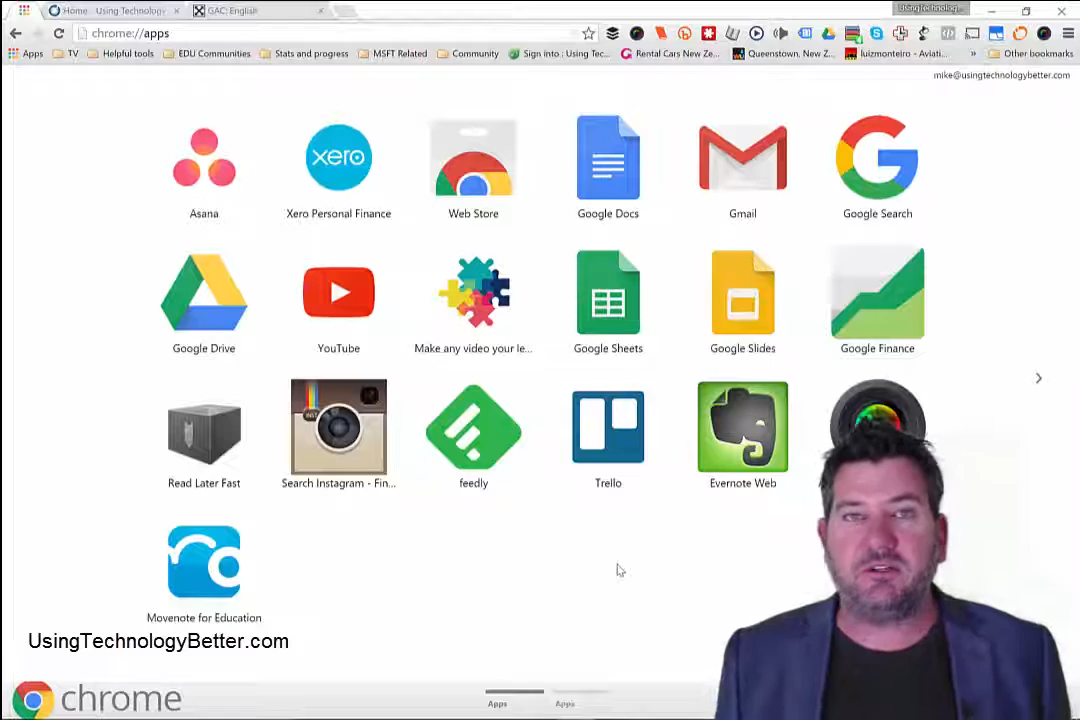 Home - Using Technology
GAC: English
UsingTechnolog...
chrome://apps
Apps
TV
Helpful tools
EDU Communities
Stats and progress
MSFT Related
Community
Sign into : Using Tec...
Rental Cars New Ze...
Queenstown, New Z...
luizmonteiro - Aviati...
»
Other bookmarks
mike@usingtechnologybetter.com
xero
Asana
Xero Personal Finance
Web Store
Google Docs
Gmail
Google Search
Google Drive
YouTube
Make any video your le...
Google Sheets
Google Slides
Google Finance
INST
Read Later Fast
Search Instagram - Fin...
feedly
Trello
Evernote Web
Movenote for Education
UsingTechnologyBetter.com
chrome
Apps
Apps